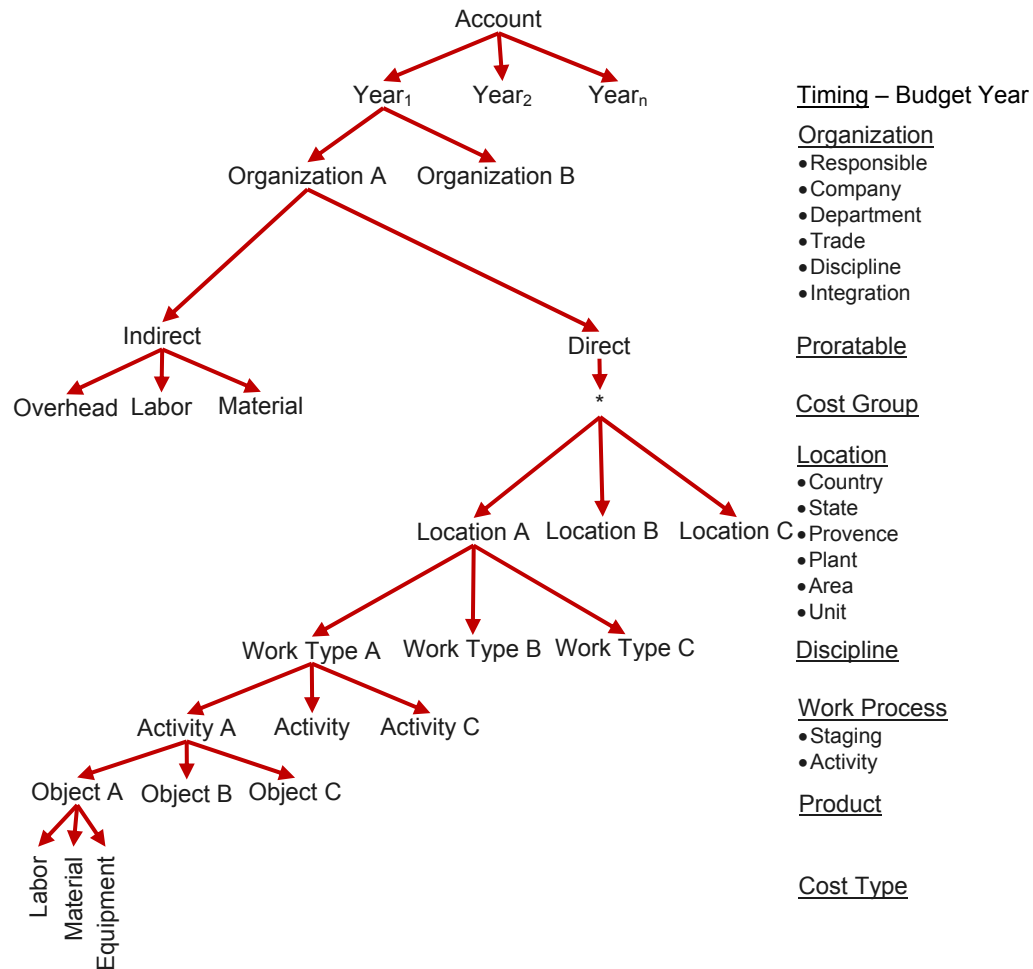 Account
Year₁ Year₂ Yearₙ Timing – Budget Year
Organization
Organization A Organization B
•Responsible
•Company
•Department
•Trade
•Discipline
•Integration
Indirect Direct Proratable
Overhead Labor Material * Cost Group
Location
•Country
•State
Location A Location B Location C
•Provence
•Plant
•Area
•Unit
Work Type A Work Type B Work Type C Discipline
Work Process
Activity A Activity Activity C
•Staging
•Activity
Object A Object B Object C Product
Labor
Material
Equipment
Cost Type